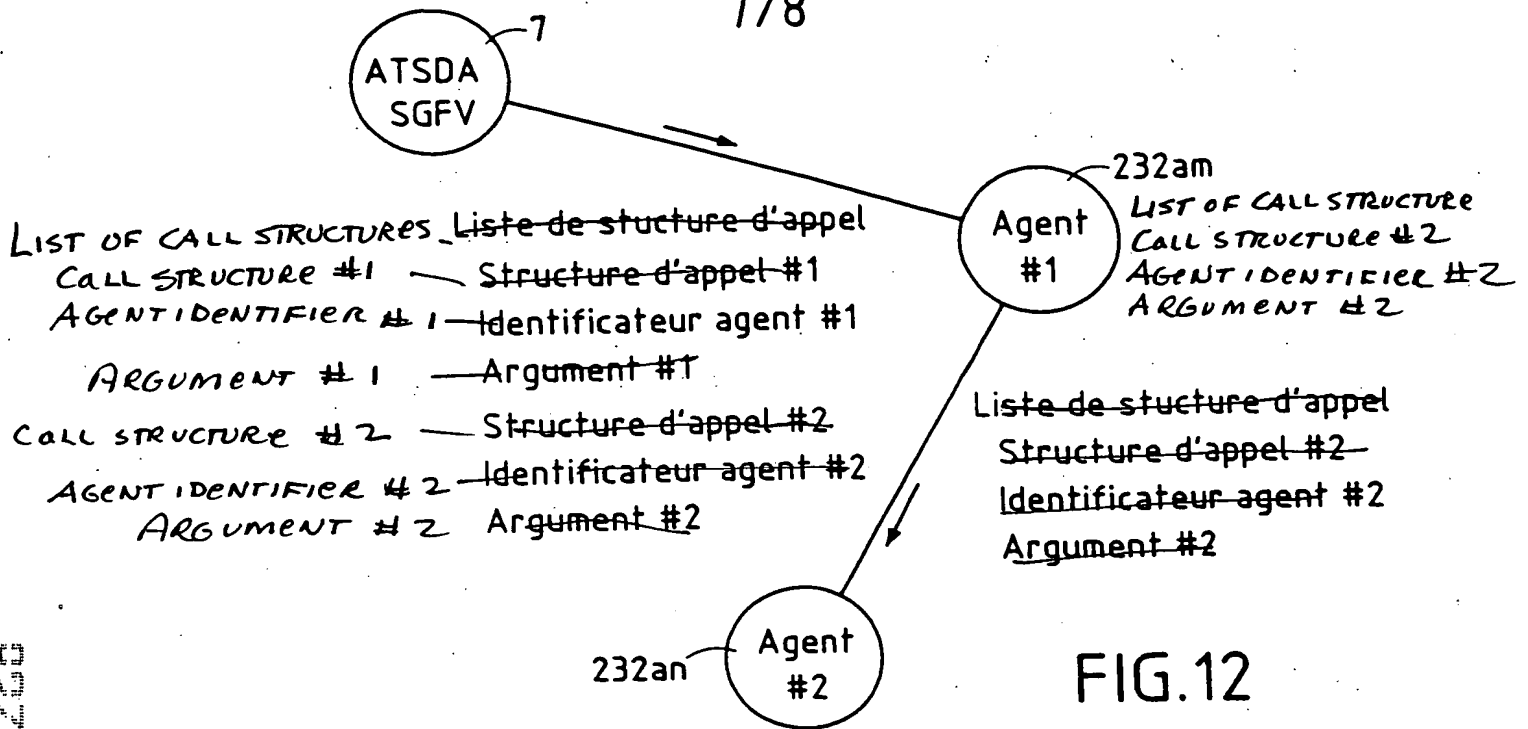 7/8
7
ATSDA
SGFV
232am
Agent
#1
LIST OF CALL STRUCTURE
CALL STRUCTURE #2
AGENT IDENTIFIER #2
ARGUMENT #2
LIST OF CALL STRUCTURES Liste de stucture d'appel
CALL STRUCTURE #1 Structure d'appel #1
AGENT IDENTIFIER #1 Identificateur agent #1
ARGUMENT #1 Argument #1
CALL STRUCTURE #2 Structure d'appel #2
AGENT IDENTIFIER #2 Identificateur agent #2
ARGUMENT #2 Argument #2
Liste de stucture d'appel
Structure d'appel #2
Identificateur agent #2
Argument #2
232an
Agent
#2
FIG.12